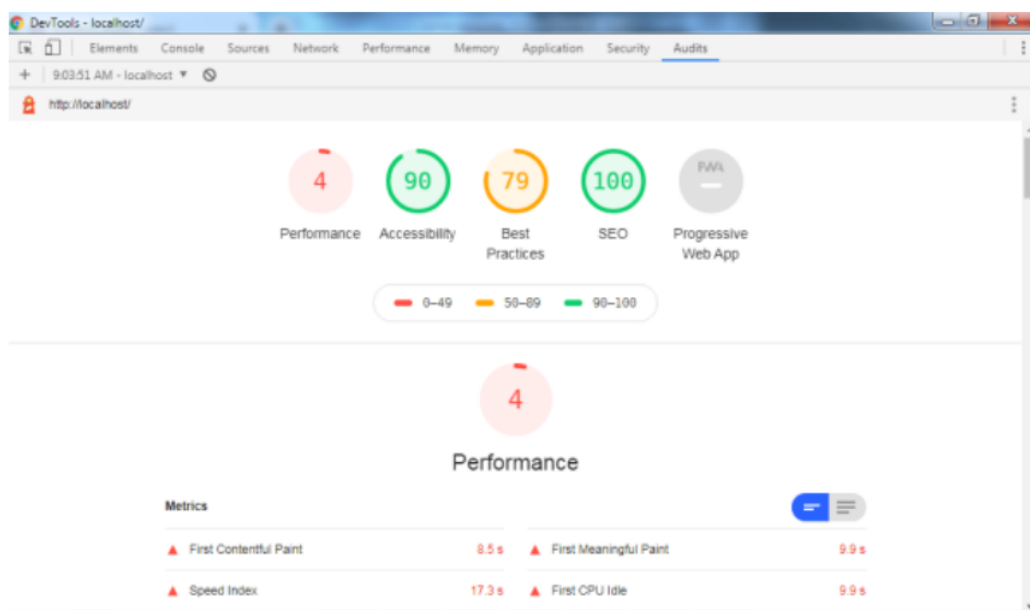 DevTools - localhost/
Elements Console Sources Network Performance Memory Application Security Audits
9:03:51 AM - localhost
http://localhost/
4 90 79 100 PWA
Performance Accessibility Best Practices SEO Progressive Web App
0–49 50–89 90–100
4
Performance
Metrics
First Contentful Paint 8.5 s First Meaningful Paint 9.9 s
Speed Index 17.3 s First CPU Idle 9.9 s